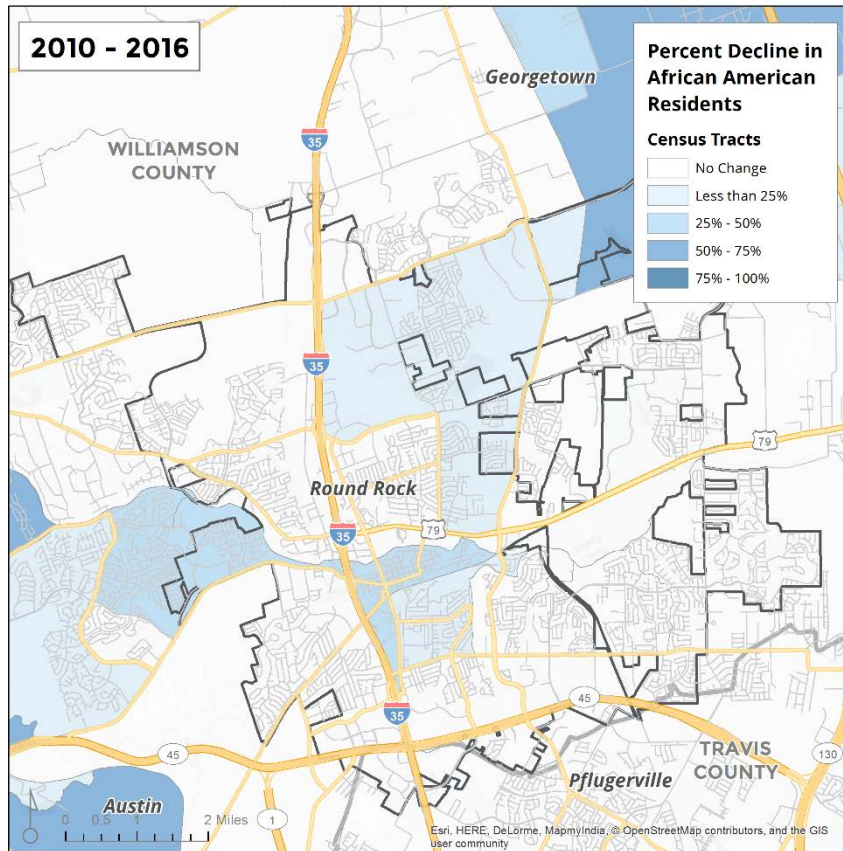 2010 - 2016
Georgetown
Percent Decline in
African American
Residents
Census Tracts
No Change
Less than 25%
25% - 50%
50% - 75%
75% - 100%
35
WILLIAMSON
COUNTY
35
79
Round Rock
79
35
35
45
45
TRAVIS
COUNTY
130
Pflugerville
Austin
1
0 0.5 1 2 Miles
Esri, HERE, DeLorme, MapmyIndia, © OpenStreetMap contributors, and the GIS
user community